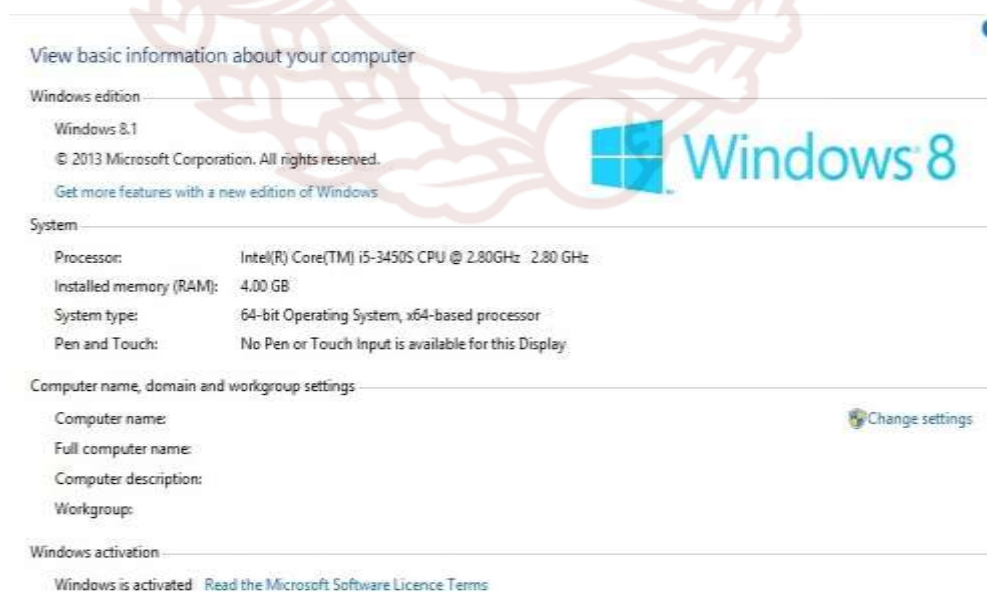 View basic information about your computer
Windows edition
Windows 8.1
© 2013 Microsoft Corporation. All rights reserved.
Get more features with a new edition of Windows
Windows 8
System
Processor: Intel(R) Core(TM) i5-3450S CPU @ 2.80GHz 2.80 GHz
Installed memory (RAM): 4.00 GB
System type: 64-bit Operating System, x64-based processor
Pen and Touch: No Pen or Touch Input is available for this Display
Computer name, domain and workgroup settings
Computer name: Change settings
Full computer name:
Computer description:
Workgroup:
Windows activation
Windows is activated Read the Microsoft Software Licence Terms